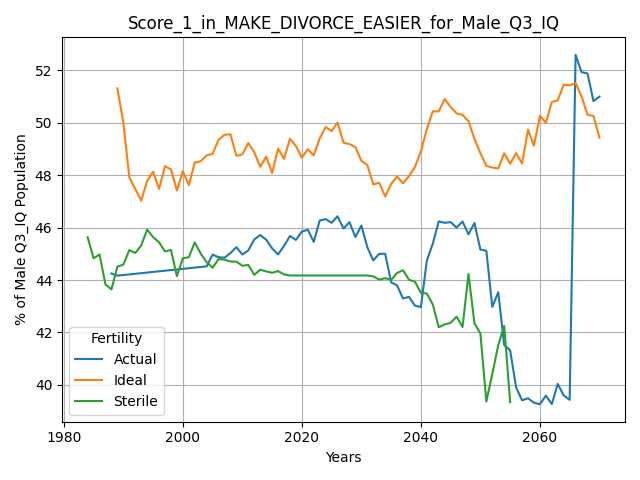 Score_1_in_MAKE_DIVORCE_EASIER_for_Male_Q3_IQ
% of Male Q3_IQ Population
52
50
48
46
44
42
40
Fertility
Actual
Ideal
Sterile
1980 2000 2020 2040 2060
Years